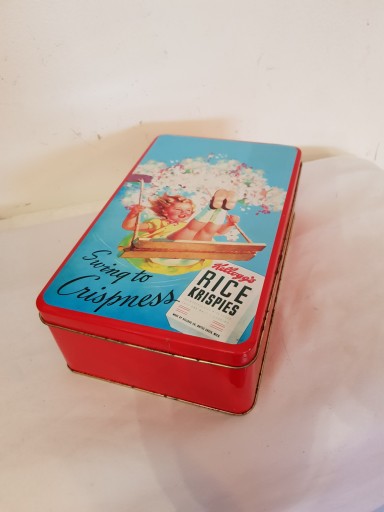 Swing to
Crispness
Kellogg's
RICE
KRISPIES